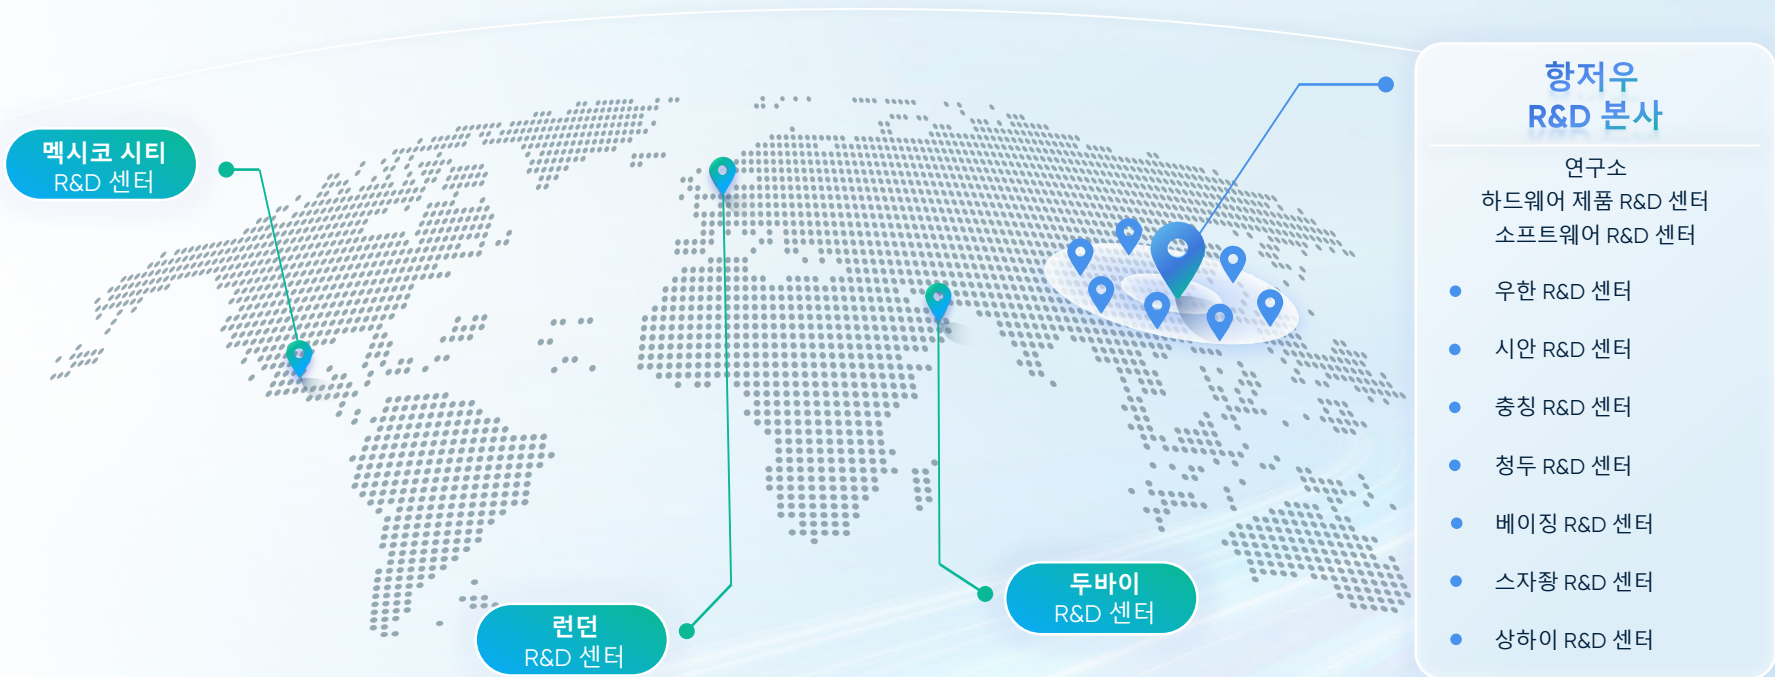 멕시코 시티
R&D 센터
런던
R&D 센터
두바이
R&D 센터
항저우
R&D 본사
연구소
하드웨어 제품 R&D 센터
소프트웨어 R&D 센터
우한 R&D 센터
시안 R&D 센터
충칭 R&D 센터
청두 R&D 센터
베이징 R&D 센터
스자좡 R&D 센터
상하이 R&D 센터